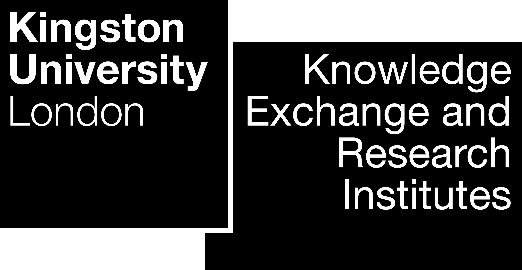 Kingston
University
London
Knowledge
Exchange and
Research
Institutes